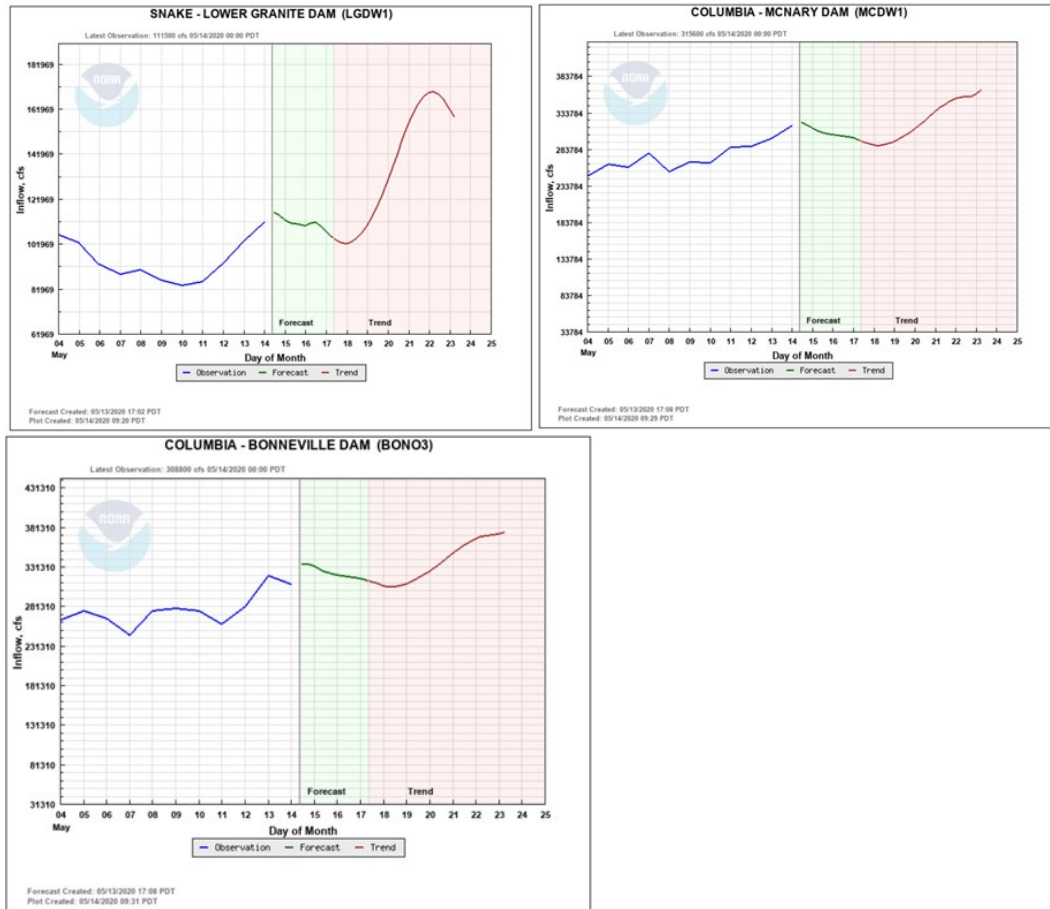 SNAKE - LOWER GRANITE DAM (LGDW1)
Latest Observation: 111500 cfs 05/14/2020 00:00 PDT
NOAA
181969
161969
141969
121969
101969
81969
61969
Inflow, cfs
Forecast Trend
04 05 06 07 08 09 10 11 12 13 14 15 16 17 18 19 20 21 22 23 24 25
May
Day of Month
Observation Forecast Trend
Forecast Created: 05/13/2020 17:02 PDT
Plot Created: 05/14/2020 09:20 PDT
COLUMBIA - MCNARY DAM (MCDW1)
Latest Observation: 315600 cfs 05/14/2020 00:00 PDT
NOAA
383784
333784
283784
233784
183784
133784
83784
33784
Inflow, cfs
Forecast Trend
04 05 06 07 08 09 10 11 12 13 14 15 16 17 18 19 20 21 22 23 24 25
May
Day of Month
Observation Forecast Trend
Forecast Created: 05/13/2020 17:08 PDT
Plot Created: 05/14/2020 09:29 PDT
COLUMBIA - BONNEVILLE DAM (BONO3)
Latest Observation: 308800 cfs 05/14/2020 00:00 PDT
NOAA
431310
381310
331310
281310
231310
181310
131310
81310
31310
Inflow, cfs
Forecast Trend
04 05 06 07 08 09 10 11 12 13 14 15 16 17 18 19 20 21 22 23 24 25
May
Day of Month
Observation Forecast Trend
Forecast Created: 05/13/2020 17:08 PDT
Plot Created: 05/14/2020 09:31 PDT